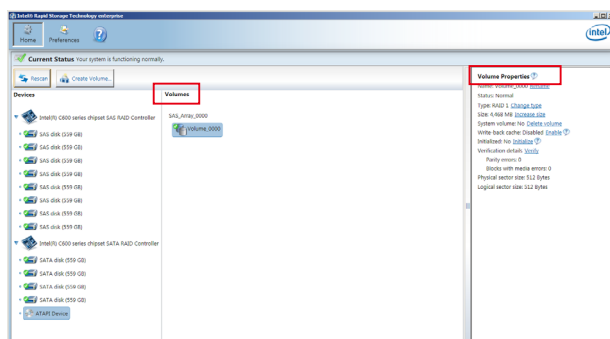 Intel® Rapid Storage Technology enterprise
Home
Preferences
intel
Current Status Your system is functioning normally.
Rescan
Create Volume...
Devices
Intel(R) C600 series chipset SAS RAID Controller
SAS disk (559 GB)
SAS disk (559 GB)
SAS disk (559 GB)
SAS disk (559 GB)
SAS disk (559 GB)
SAS disk (559 GB)
SAS disk (559 GB)
SAS disk (559 GB)
Intel(R) C600 series chipset SATA RAID Controller
SATA disk (559 GB)
SATA disk (559 GB)
SATA disk (559 GB)
SATA disk (559 GB)
ATAPI Device
Volumes
SAS_Array_0000
Volume_0000
Volume Properties
Name: Volume_0000 Rename
Status: Normal
Type: RAID 1 Change type
Size: 4,468 MB Increase size
System volume: No Delete volume
Write-back cache: Disabled Enable
Initialized: No Initialize
Verification details Verify
Parity errors: 0
Blocks with media errors: 0
Physical sector size: 512 Bytes
Logical sector size: 512 Bytes